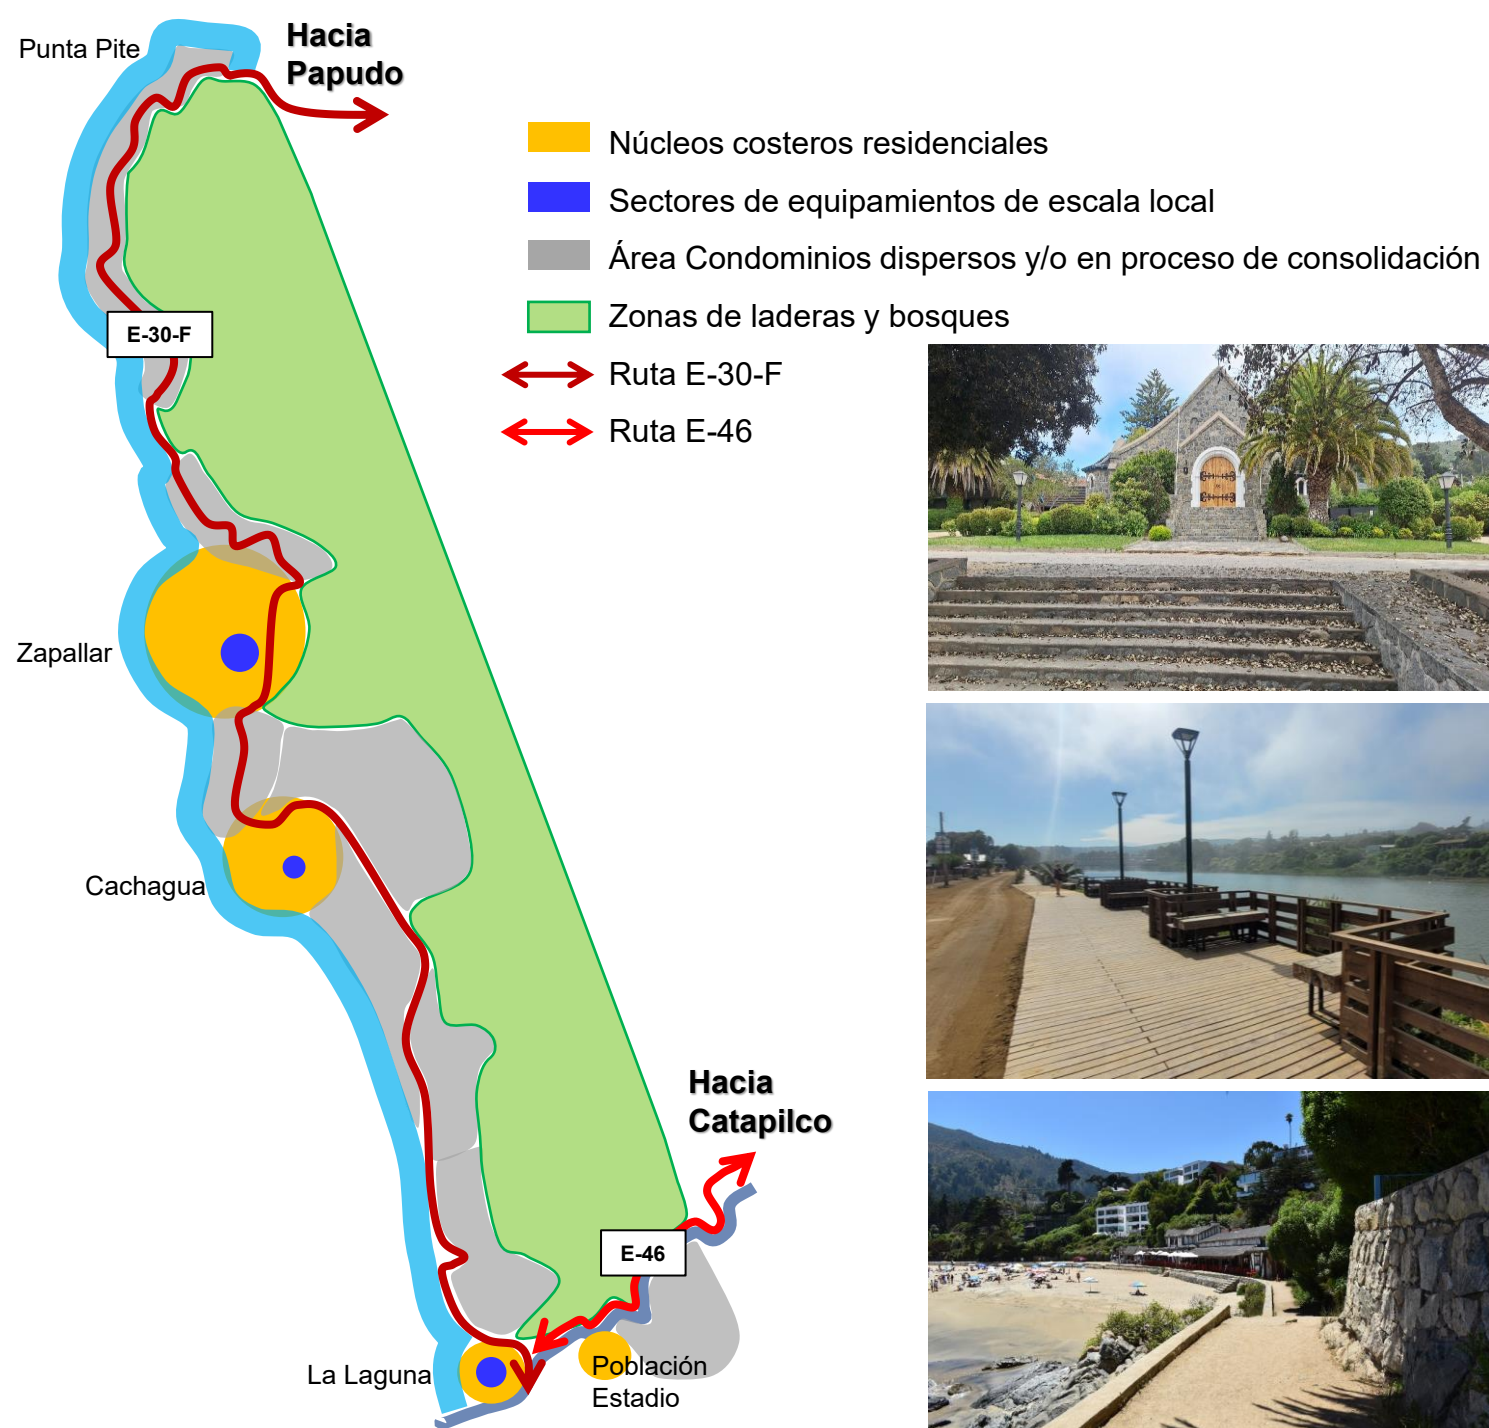 Punta Pite
Hacia
Papudo
Núcleos costeros residenciales
Sectores de equipamientos de escala local
Área Condominios dispersos y/o en proceso de consolidación
Zonas de laderas y bosques
Ruta E-30-F
Ruta E-46
E-30-F
Zapallar
Cachagua
Hacia
Catapilco
E-46
La Laguna
Población
Estadio